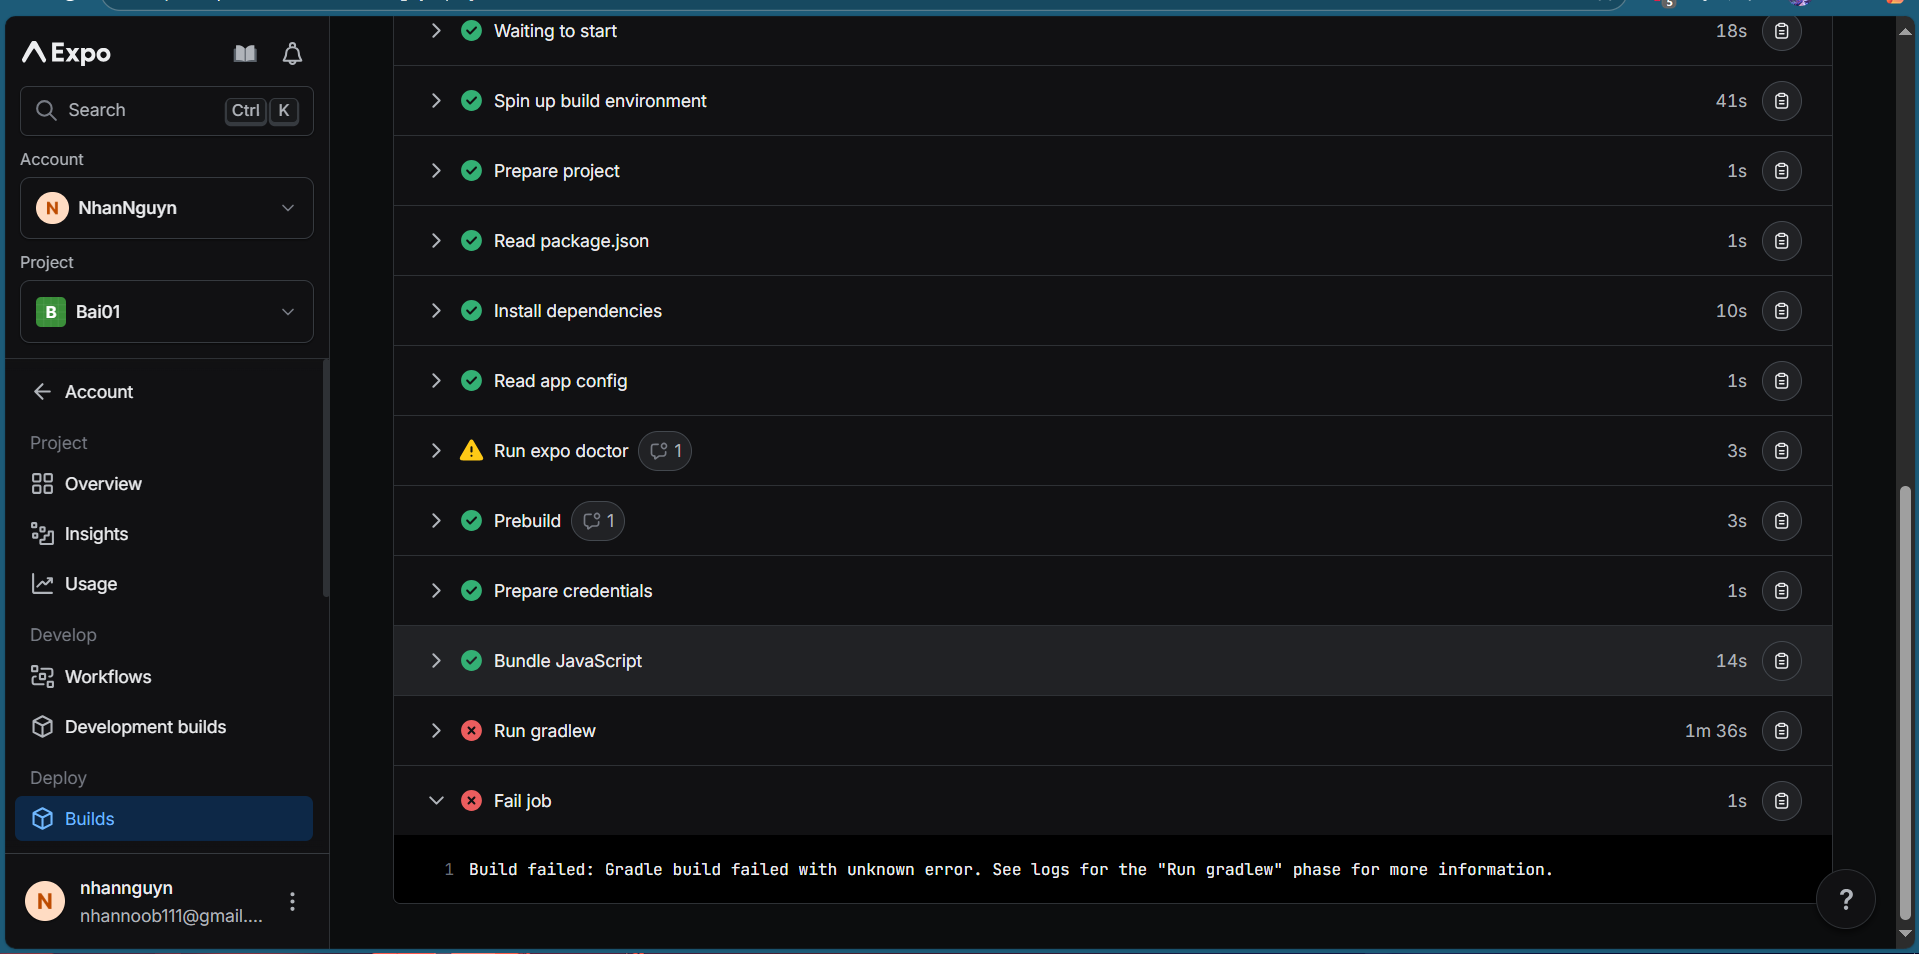 Expo
Search Ctrl K
Account
N NhanNguyn
Project
B Bai01
Account
Project
Overview
Insights
Usage
Develop
Workflows
Development builds
Deploy
Builds
N nhannguyn
nhannoob111@gmail....
5
Waiting to start 18s
Spin up build environment 41s
Prepare project 1s
Read package.json 1s
Install dependencies 10s
Read app config 1s
Run expo doctor 1 3s
Prebuild 1 3s
Prepare credentials 1s
Bundle JavaScript 14s
Run gradlew 1m 36s
Fail job 1s
1 Build failed: Gradle build failed with unknown error. See logs for the "Run gradlew" phase for more information.
?